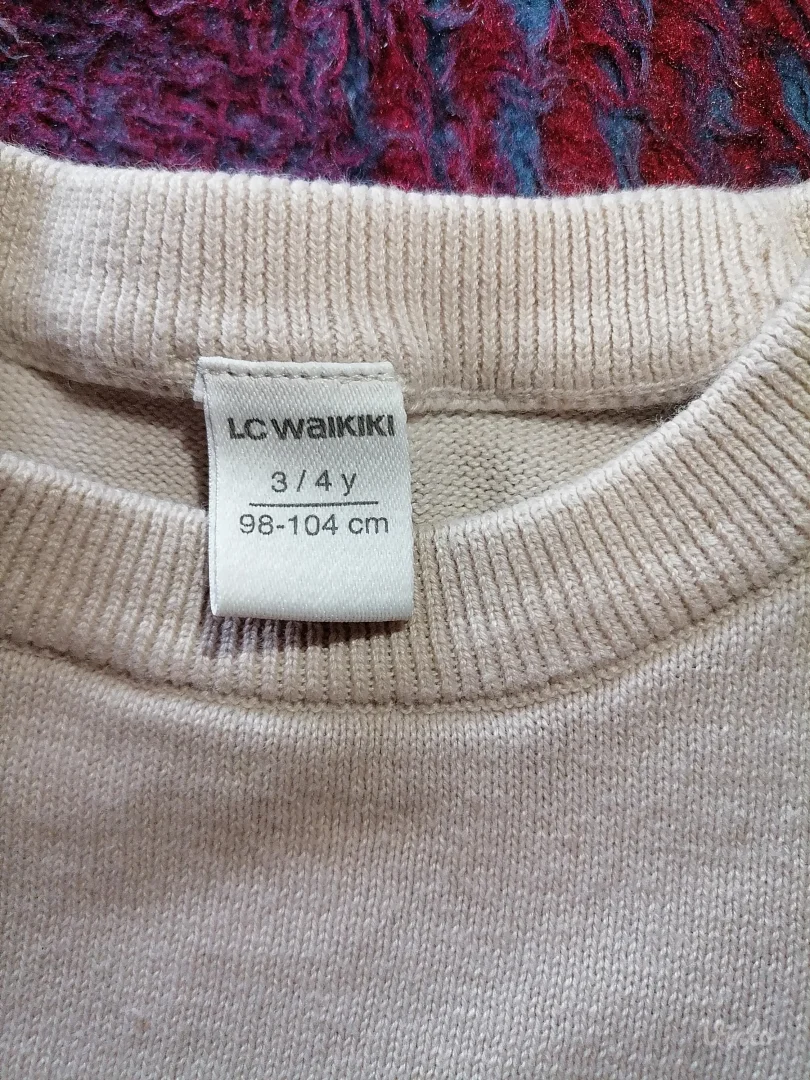 LC WAIKIKI
3 / 4 y
98-104 cm